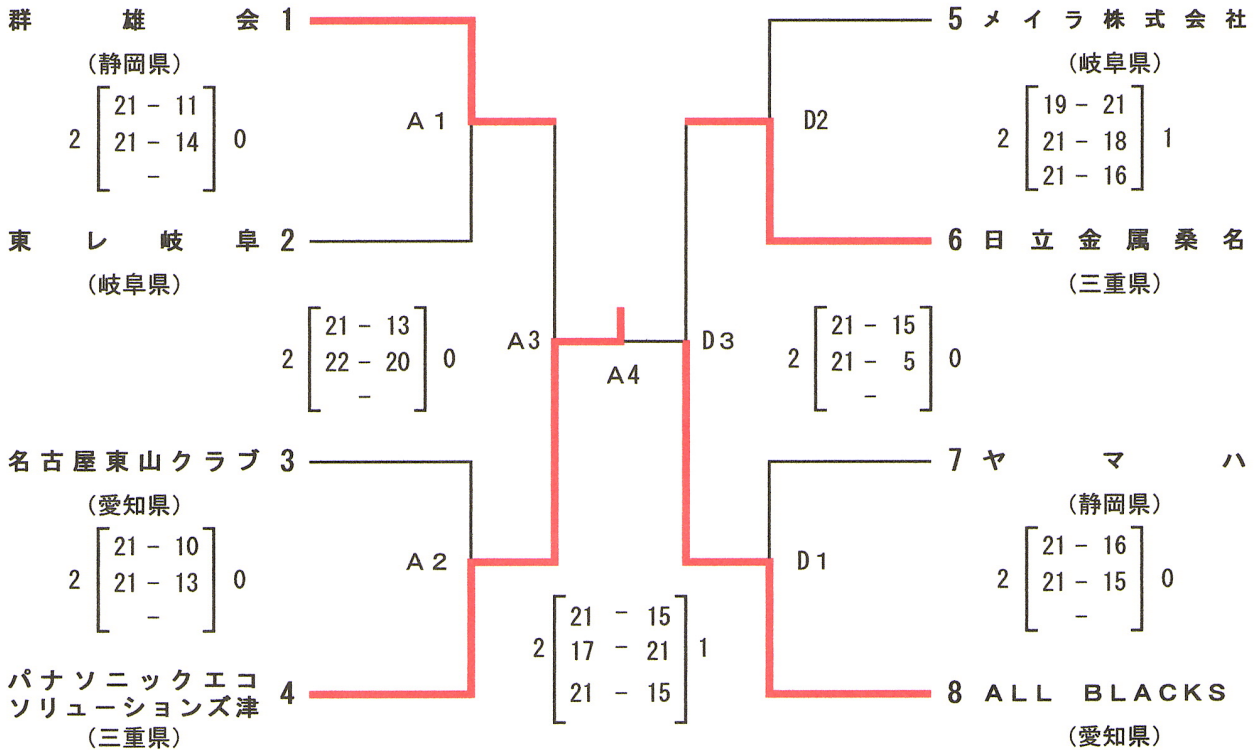 群雄会 1
(静岡県)
2 [21 - 11
21 - 14
-] 0
A1
東レ岐阜 2
(岐阜県)
2 [21 - 13
22 - 20
-] 0
A3
名古屋東山クラブ 3
(愛知県)
2 [21 - 10
21 - 13
-] 0
A2
パナソニックエコ
ソリューションズ津 4
(三重県)
A4
2 [21 - 15
17 - 21
21 - 15] 1
5 メイラ株式会社
(岐阜県)
2 [19 - 21
21 - 18
21 - 16] 1
D2
6 日立金属桑名
(三重県)
D3
2 [21 - 15
21 - 5
-] 0
7 ヤマハ
(静岡県)
2 [21 - 16
21 - 15
-] 0
D1
8 ALL BLACKS
(愛知県)